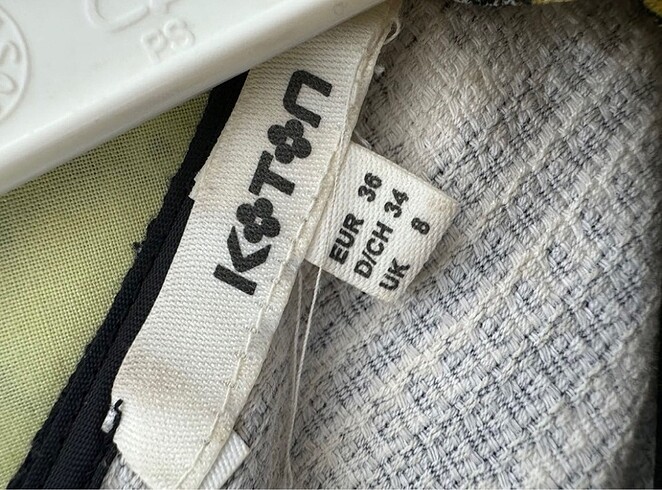 PS
KOTON
EUR 36
D/CH 34
UK 8